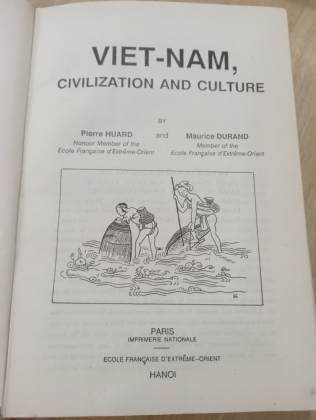 VIET-NAM,
CIVILIZATION AND CULTURE
BY
Pierre HUARD and Maurice DURAND
Honour Member of the Member of the
Ecole Française d'Extrême-Orient Ecole Française d'Extrême-Orient
PARIS
IMPRIMERIE NATIONALE
ECOLE FRANÇAISE D'EXTRÊME-ORIENT
HANOI